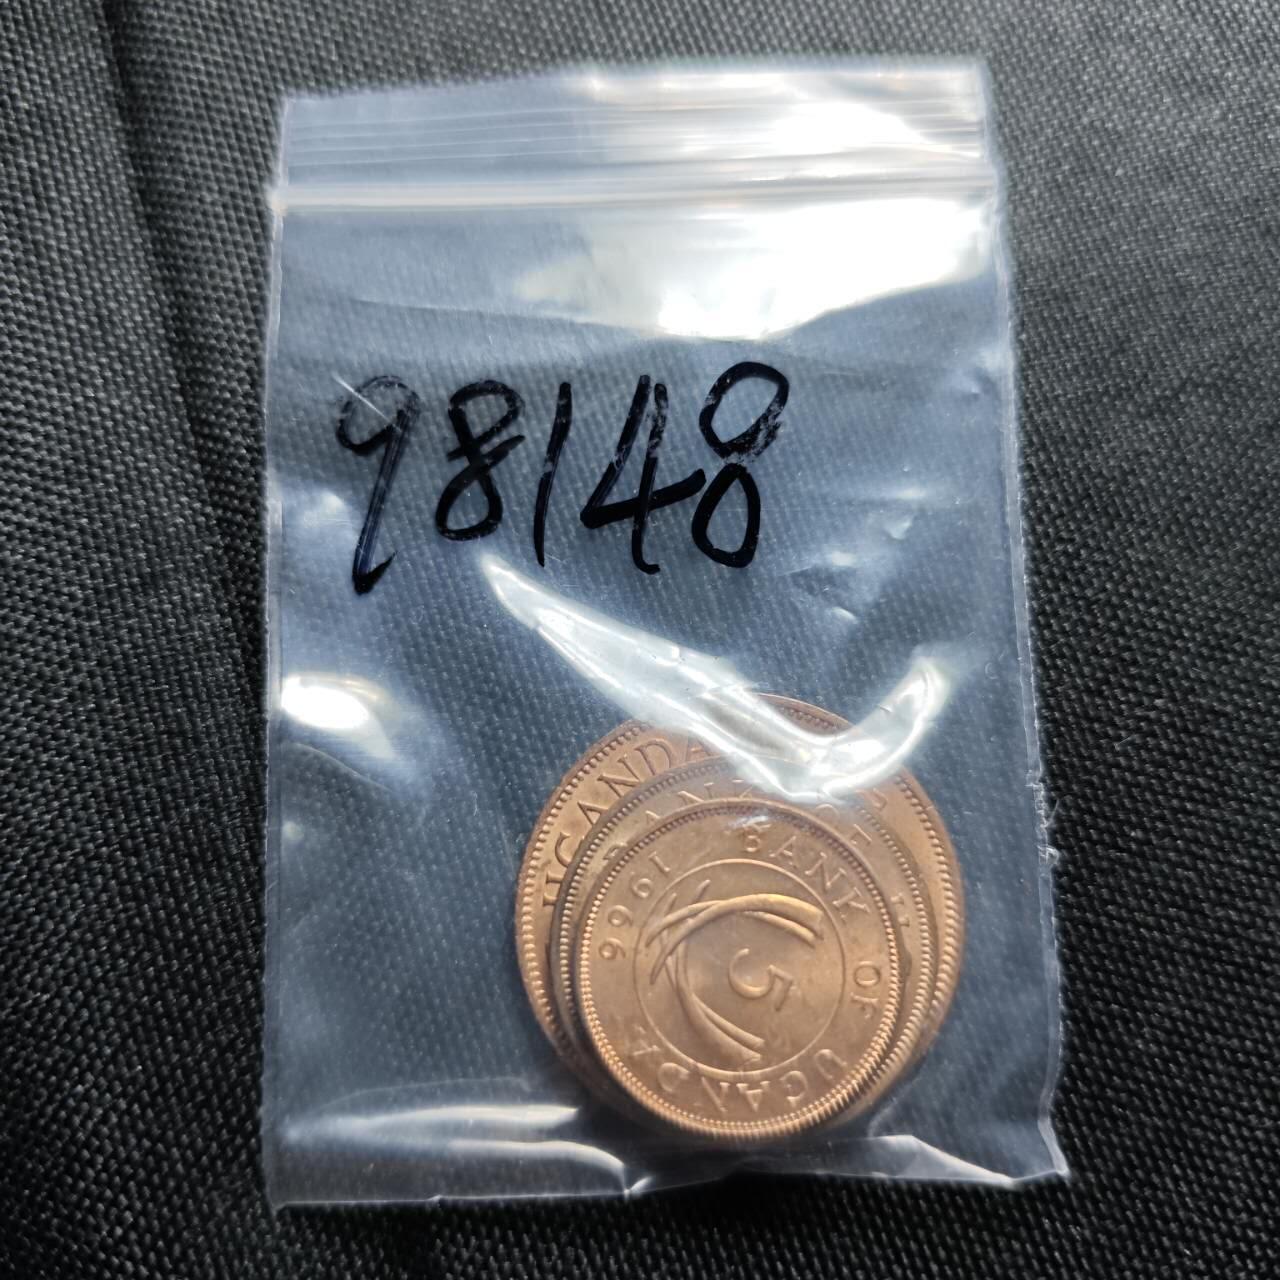 98148
UGANDA
BANK OF U
BANK OF UGANDA
1966
5